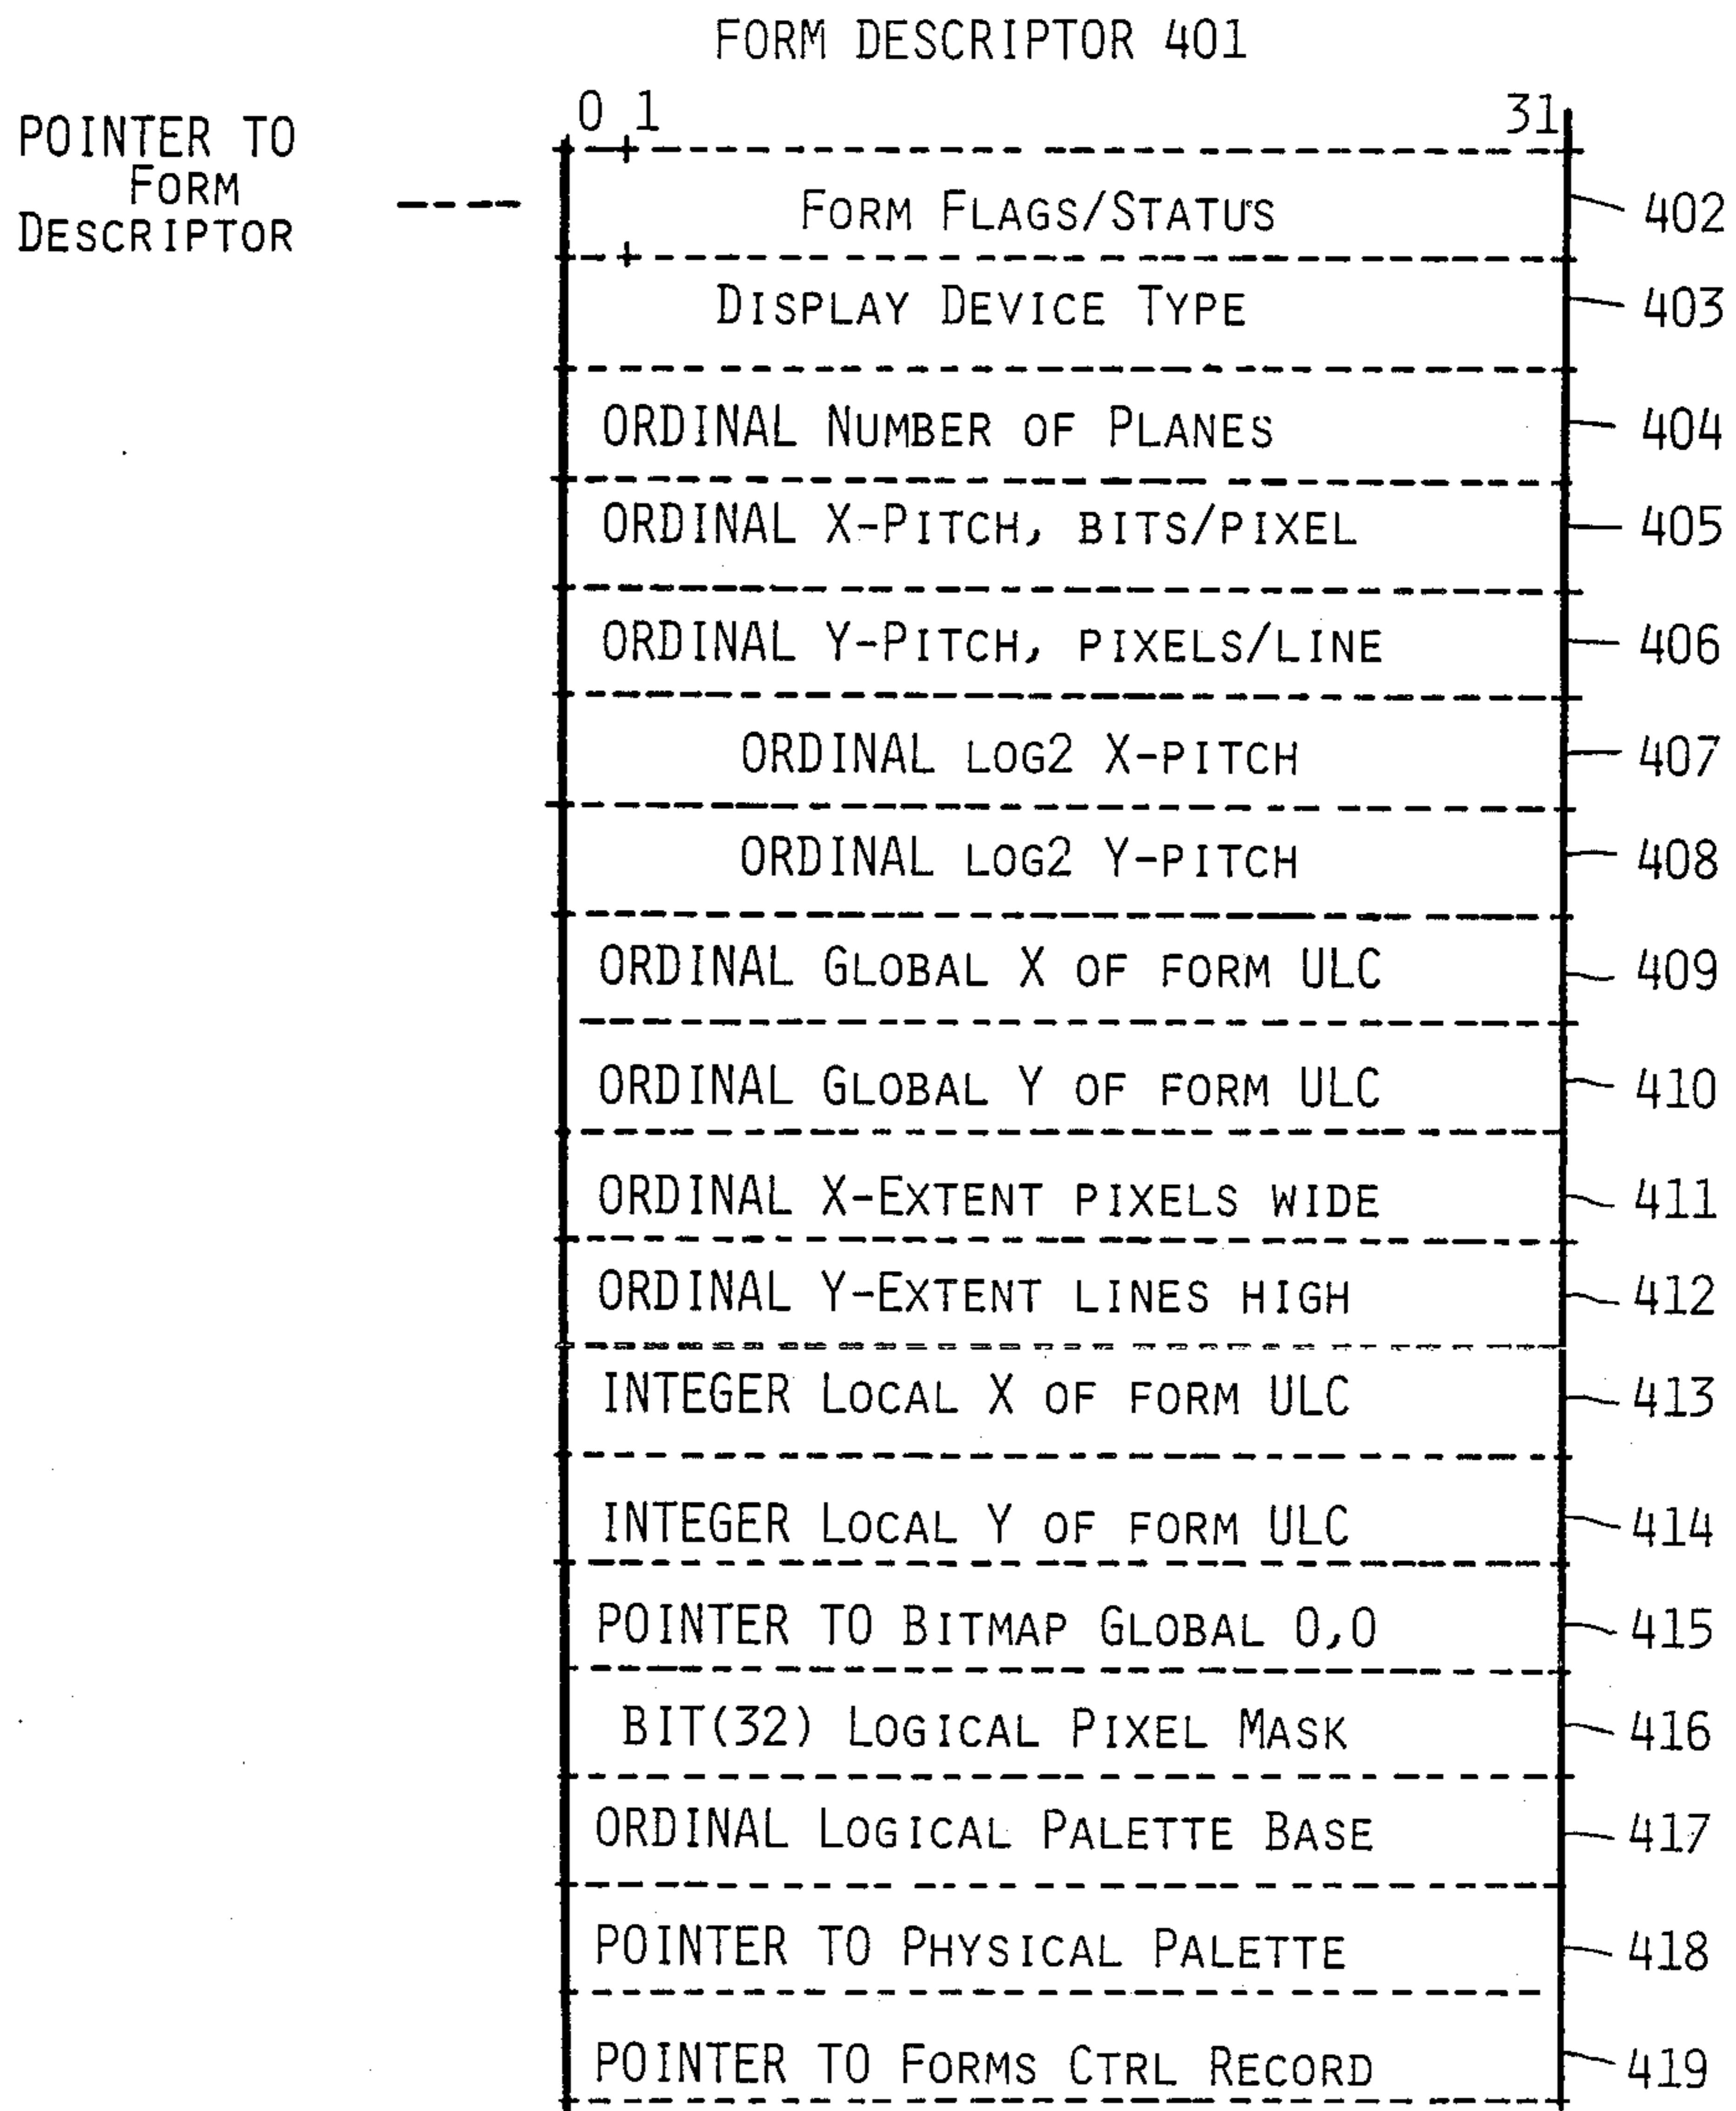 FORM DESCRIPTOR 401
0 1 31
POINTER TO
FORM
DESCRIPTOR
FORM FLAGS/STATUS 402
DISPLAY DEVICE TYPE 403
ORDINAL NUMBER OF PLANES 404
ORDINAL X-PITCH, BITS/PIXEL 405
ORDINAL Y-PITCH, PIXELS/LINE 406
ORDINAL LOG2 X-PITCH 407
ORDINAL LOG2 Y-PITCH 408
ORDINAL GLOBAL X OF FORM ULC 409
ORDINAL GLOBAL Y OF FORM ULC 410
ORDINAL X-EXTENT PIXELS WIDE 411
ORDINAL Y-EXTENT LINES HIGH 412
INTEGER LOCAL X OF FORM ULC 413
INTEGER LOCAL Y OF FORM ULC 414
POINTER TO BITMAP GLOBAL 0,0 415
BIT(32) LOGICAL PIXEL MASK 416
ORDINAL LOGICAL PALETTE BASE 417
POINTER TO PHYSICAL PALETTE 418
POINTER TO FORMS CTRL RECORD 419